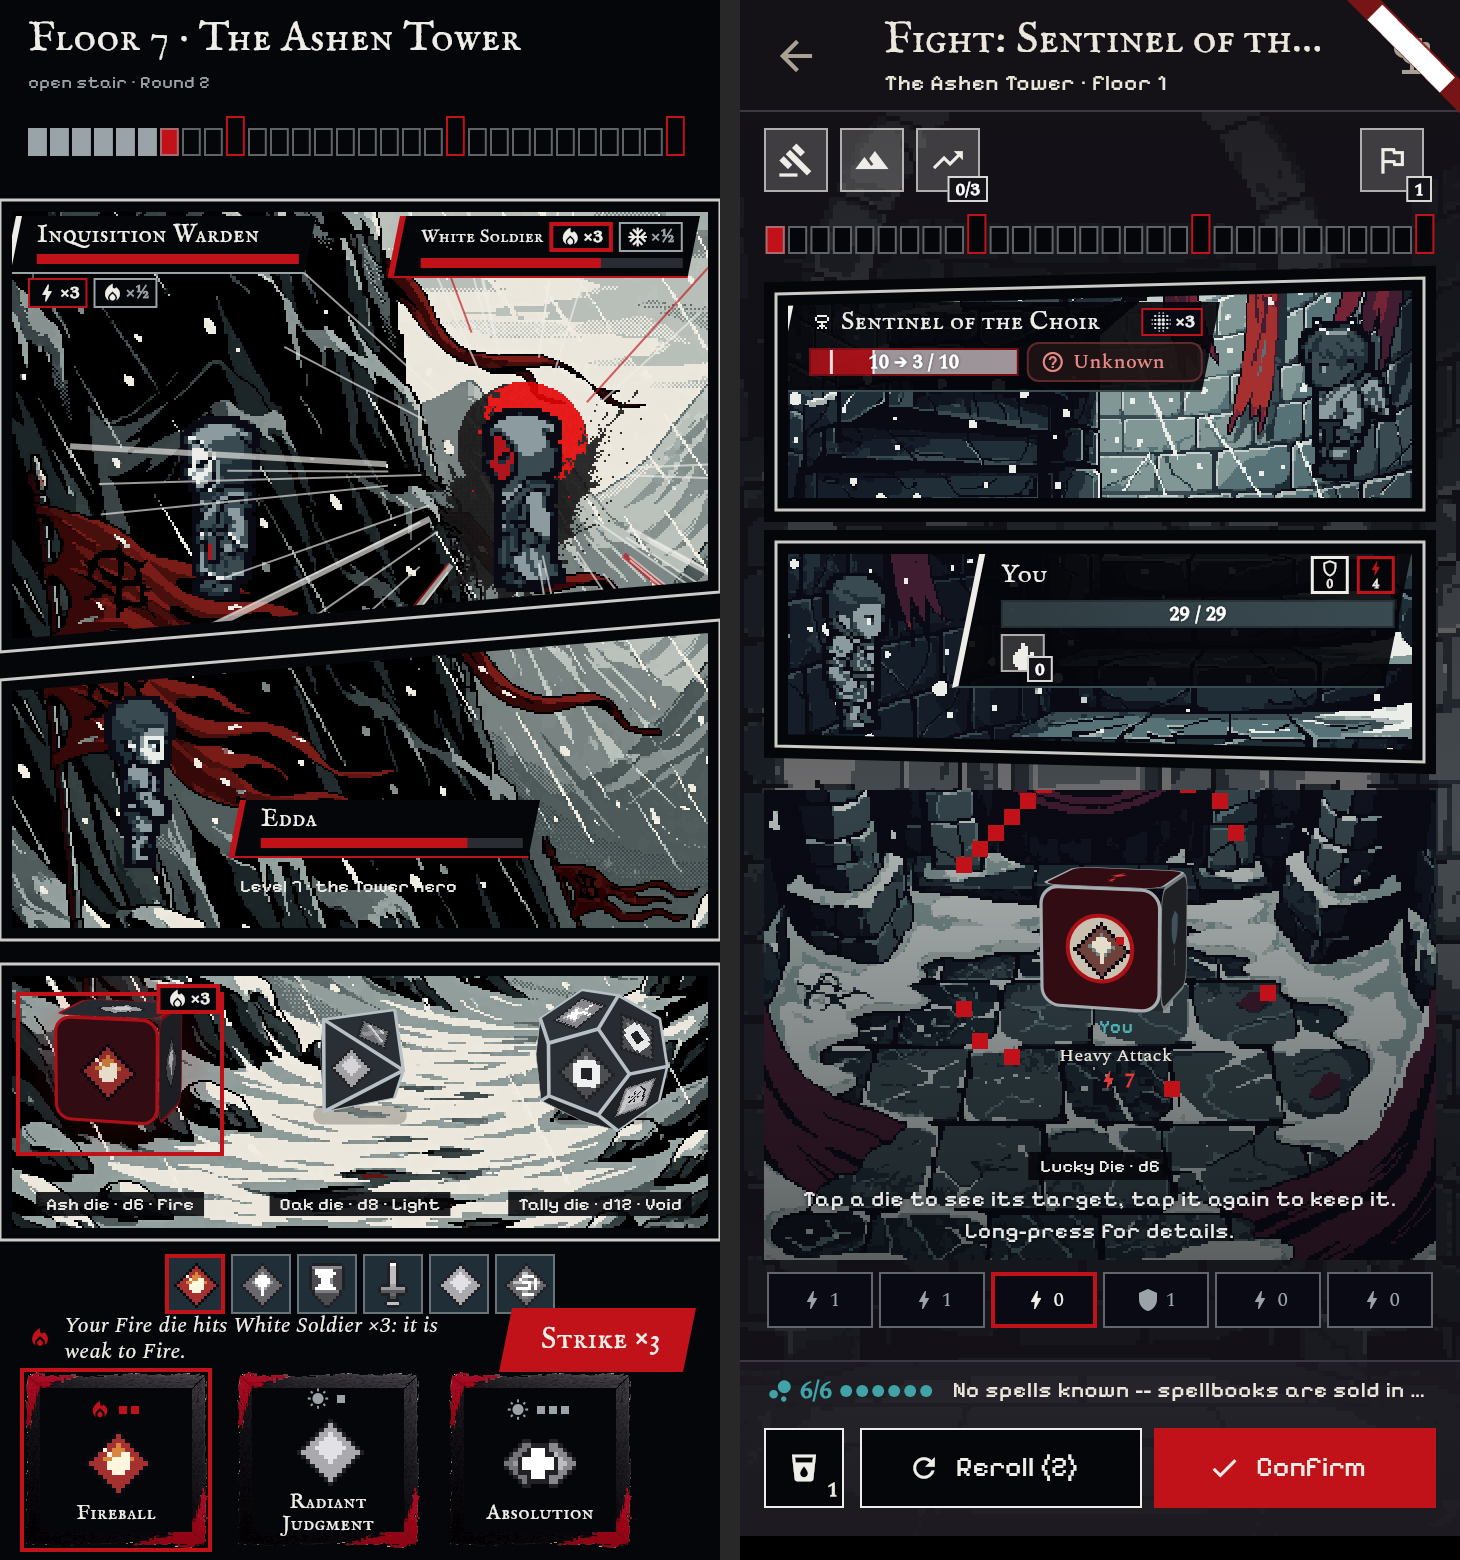 Floor 7 · The Ashen Tower
open stair · Round 2
Inquisition Warden
×3
×½
White Soldier
×3
×½
Edda
Level 7 · the Tower hero
×3
Ash die · d6 · Fire
Oak die · d8 · Light
Tally die · d12 · Void
Your Fire die hits White Soldier ×3: it is
weak to Fire.
Strike ×3
Fireball
Radiant
Judgment
Absolution
Fight: Sentinel of th...
The Ashen Tower · Floor 1
0/3
1
Sentinel of the Choir
×3
10 → 3 / 10
Unknown
You
0
4
29 / 29
0
You
Heavy Attack
7
Lucky Die · d6
Tap a die to see its target, tap it again to keep it.
Long-press for details.
1
1
0
1
0
0
6/6
No spells known -- spellbooks are sold in ...
1
Reroll (2)
Confirm